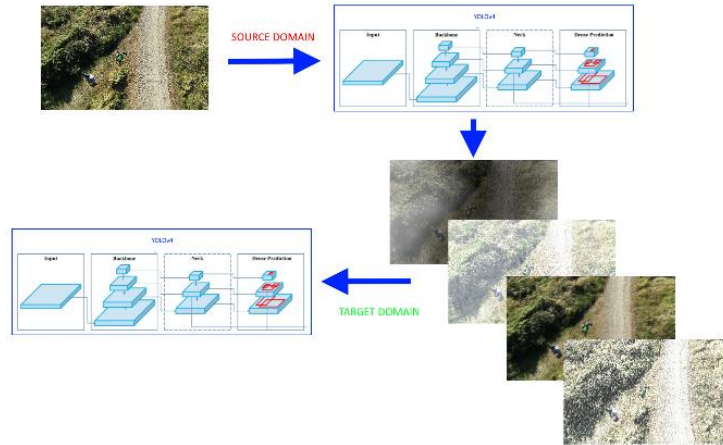 YOLOv4
SOURCE DOMAIN
Input
Backbone
Neck
Dense Prediction
YOLOv4
Input
Backbone
Neck
Dense Prediction
TARGET DOMAIN